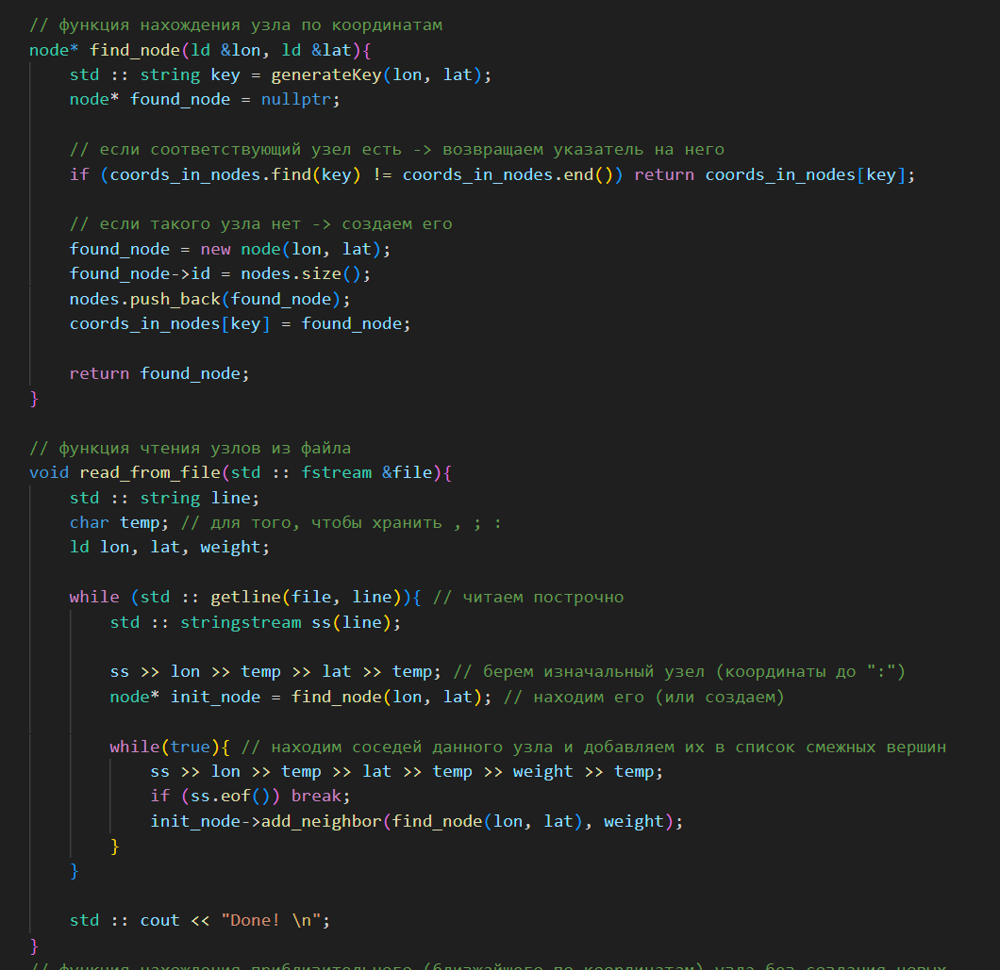 // функция нахождения узла по координатам
node* find_node(ld &lon, ld &lat){
    std :: string key = generateKey(lon, lat);
    node* found_node = nullptr;

    // если соответствующий узел есть -> возвращаем указатель на него
    if (coords_in_nodes.find(key) != coords_in_nodes.end()) return coords_in_nodes[key];

    // если такого узла нет -> создаем его
    found_node = new node(lon, lat);
    found_node->id = nodes.size();
    nodes.push_back(found_node);
    coords_in_nodes[key] = found_node;

    return found_node;
}

// функция чтения узлов из файла
void read_from_file(std :: fstream &file){
    std :: string line;
    char temp; // для того, чтобы хранить , ; :
    ld lon, lat, weight;

    while (std :: getline(file, line)){ // читаем построчно
        std :: stringstream ss(line);

        ss >> lon >> temp >> lat >> temp; // берем изначальный узел (координаты до ":")
        node* init_node = find_node(lon, lat); // находим его (или создаем)

        while(true){ // находим соседей данного узла и добавляем их в список смежных вершин
            ss >> lon >> temp >> lat >> temp >> weight >> temp;
            if (ss.eof()) break;
            init_node->add_neighbor(find_node(lon, lat), weight);
        }
    }

    std :: cout << "Done! \n";
}
// функция нахождения приблизительного (ближайшего по координатам) узла без создания новых